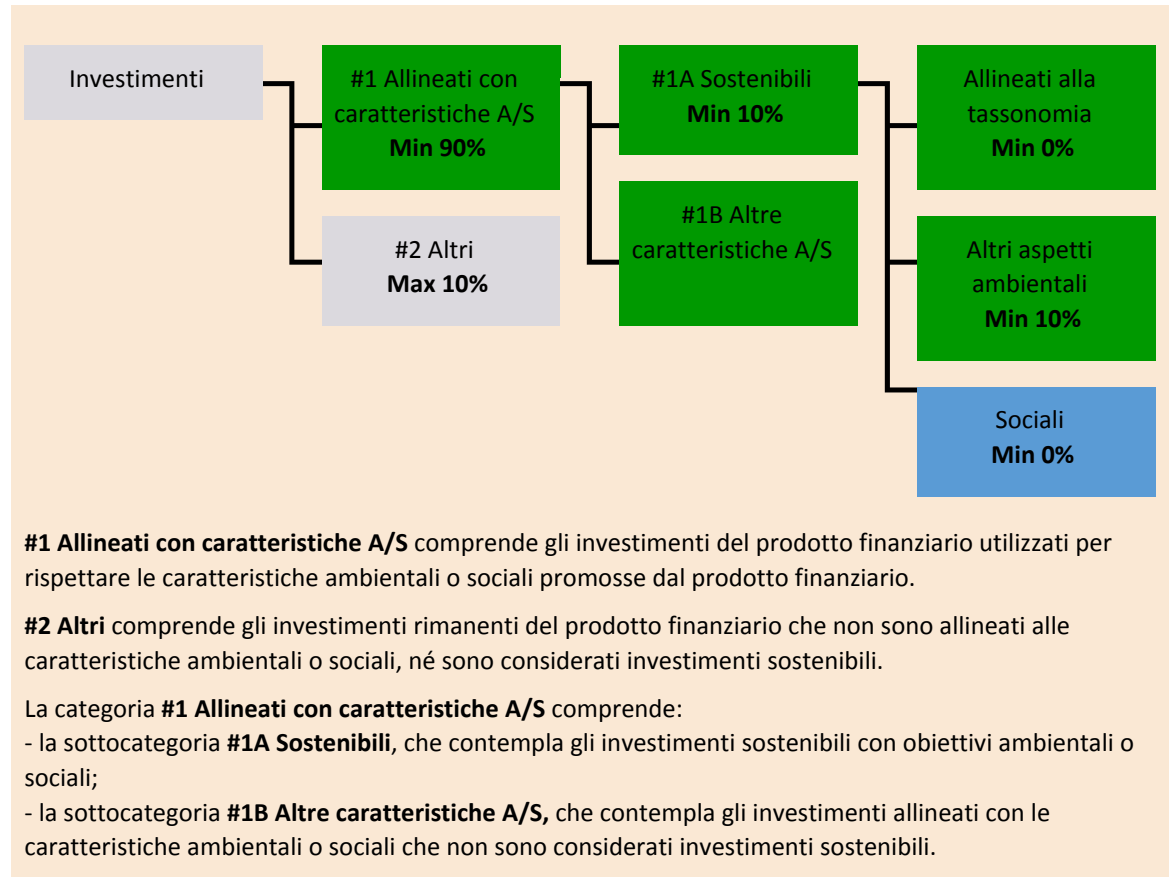 Investimenti
#1 Allineati con
caratteristiche A/S
Min 90%
#2 Altri
Max 10%
#1A Sostenibili
Min 10%
#1B Altre
caratteristiche A/S
Allineati alla
tassonomia
Min 0%
Altri aspetti
ambientali
Min 10%
Sociali
Min 0%
#1 Allineati con caratteristiche A/S comprende gli investimenti del prodotto finanziario utilizzati per
rispettare le caratteristiche ambientali o sociali promosse dal prodotto finanziario.
#2 Altri comprende gli investimenti rimanenti del prodotto finanziario che non sono allineati alle
caratteristiche ambientali o sociali, né sono considerati investimenti sostenibili.
La categoria #1 Allineati con caratteristiche A/S comprende:
- la sottocategoria #1A Sostenibili, che contempla gli investimenti sostenibili con obiettivi ambientali o
sociali;
- la sottocategoria #1B Altre caratteristiche A/S, che contempla gli investimenti allineati con le
caratteristiche ambientali o sociali che non sono considerati investimenti sostenibili.